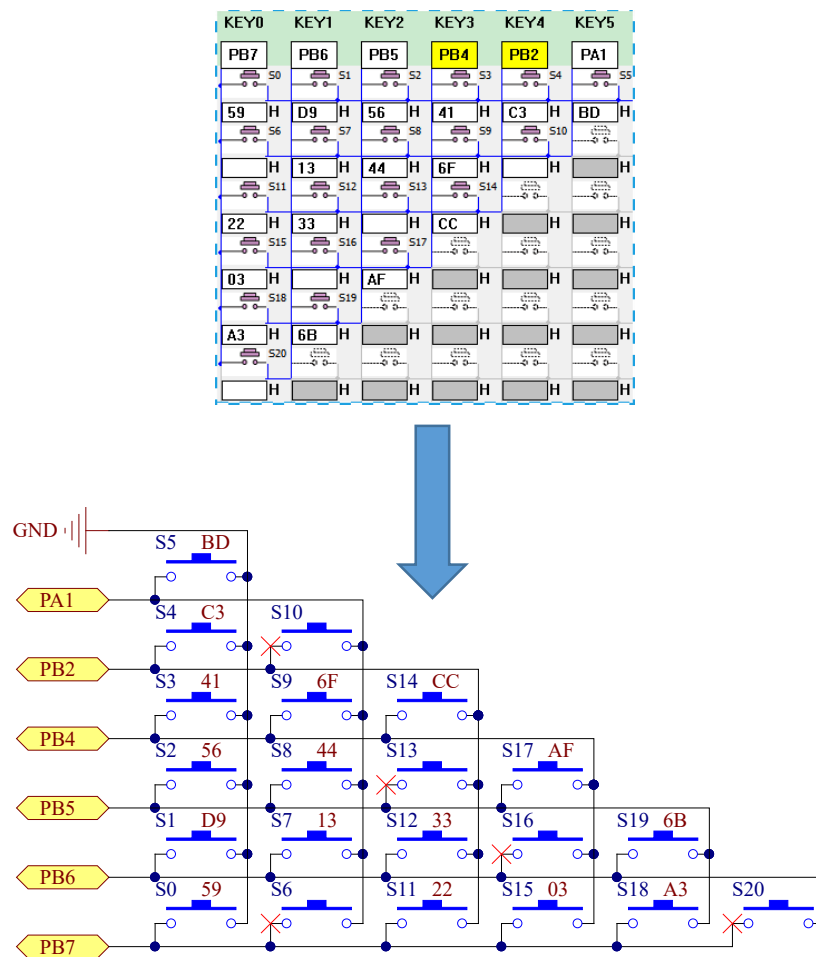 KEY0 KEY1 KEY2 KEY3 KEY4 KEY5
PB7 PB6 PB5 PB4 PB2 PA1
S0 S1 S2 S3 S4 S5
59 H D9 H 56 H 41 H C3 H BD H
S6 S7 S8 S9 S10
H 13 H 44 H 6F H H H
S11 S12 S13 S14
22 H 33 H H CC H H H
S15 S16 S17
03 H H AF H H H H
S18 S19
A3 H 6B H H H H H
S20
H H H H H H
GND
S5 BD
PA1
S4 C3 S10
PB2
S3 41 S9 6F S14 CC
PB4
S2 56 S8 44 S13 S17 AF
PB5
S1 D9 S7 13 S12 33 S16 S19 6B
PB6
S0 59 S6 S11 22 S15 03 S18 A3 S20
PB7